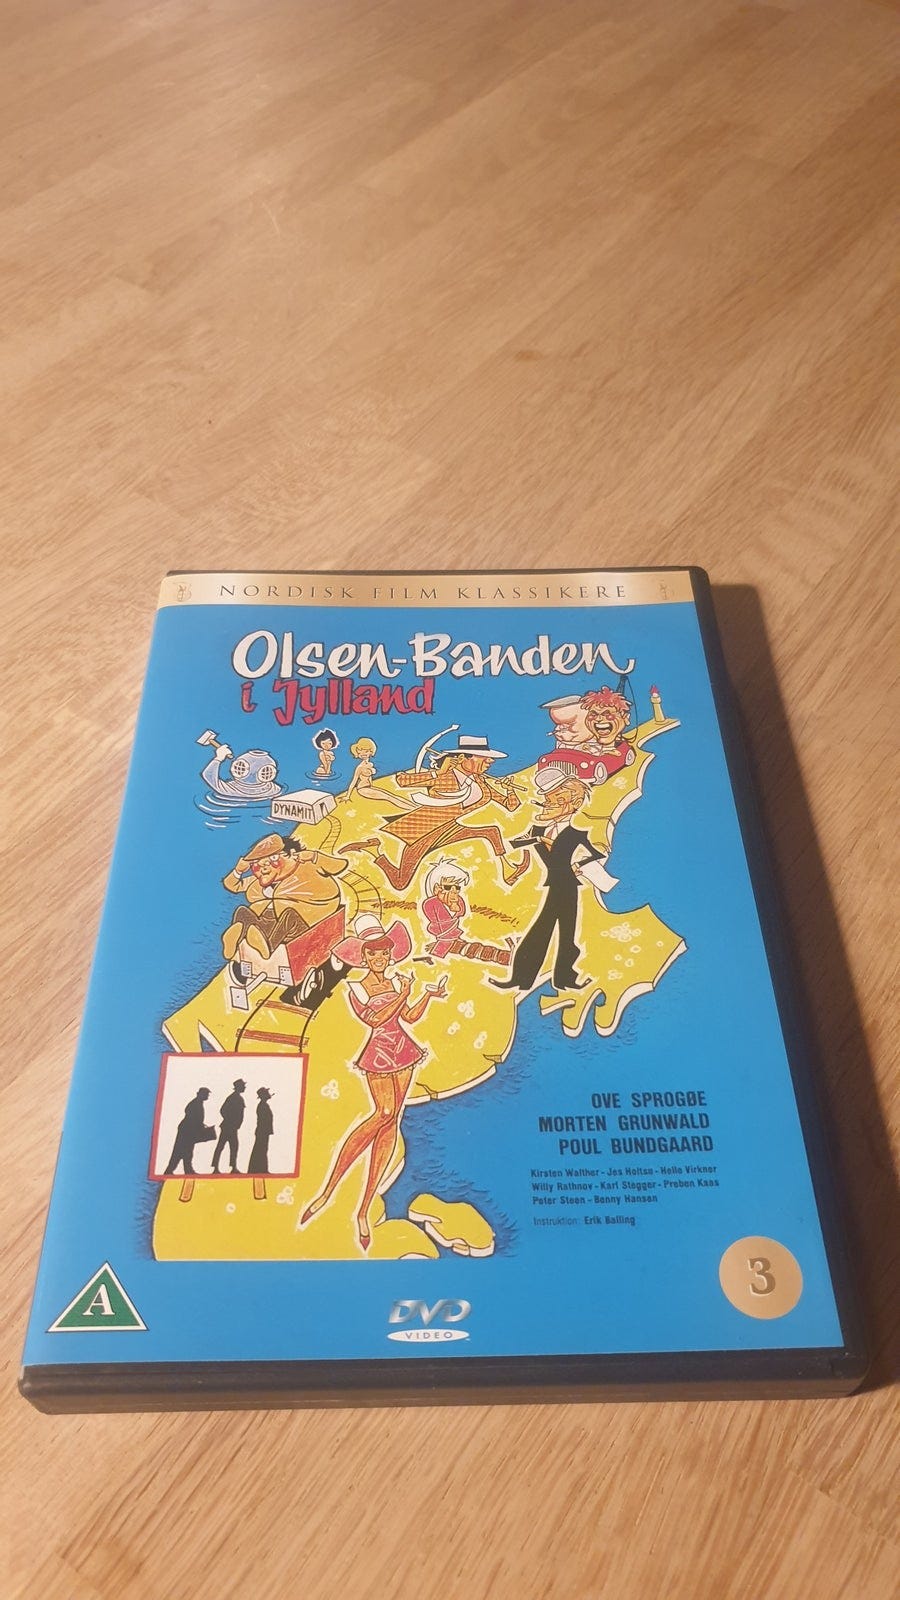 NORDISK FILM KLASSIKERE
Olsen-Banden
i Jylland
DYNAMIT
OVE SPROGØE
MORTEN GRUNWALD
POUL BUNDGAARD
Kirsten Walther - Jes Holtsø - Helle Virkner
Willy Rathnov - Karl Stegger - Preben Kaas
Peter Steen - Benny Hansen
Instruktion: Erik Balling
A
DVD
VIDEO
3